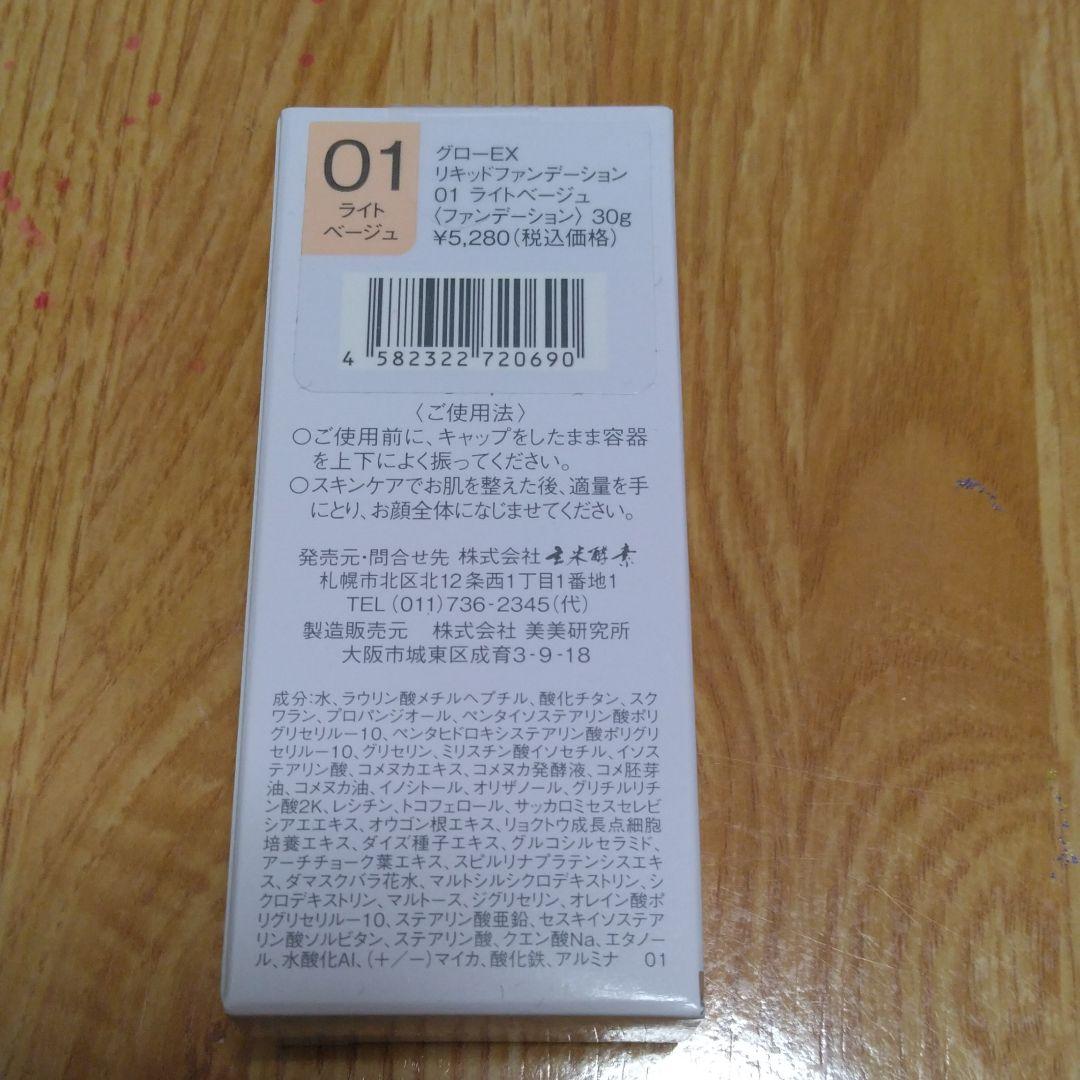 01
ライト
ベージュ
グローEX
リキッドファンデーション
01 ライトベージュ
〈ファンデーション〉 30g
¥5,280(税込価格)
4 582322 720690
〈ご使用法〉
○ご使用前に、キャップをしたまま容器
を上下によく振ってください。
○スキンケアでお肌を整えた後、適量を手
にとり、お顔全体になじませてください。
発売元・問合せ先 株式会社 玄米酵素
札幌市北区北12条西1丁目1番地1
TEL (011)736-2345(代)
製造販売元 株式会社 美美研究所
大阪市城東区成育3-9-18
成分:水、ラウリン酸メチルヘプチル、酸化チタン、スク
ワラン、プロパンジオール、ペンタイソステアリン酸ポリ
グリセリル-10、ペンタヒドロキシステアリン酸ポリグリ
セリル-10、グリセリン、ミリスチン酸イソセチル、イソス
テアリン酸、コメヌカエキス、コメヌカ発酵液、コメ胚芽
油、コメヌカ油、イノシトール、オリザノール、グリチルリチ
ン酸2K、レシチン、トコフェロール、サッカロミセスセレビ
シアエエキス、オウゴン根エキス、リョクトウ成長点細胞
培養エキス、ダイズ種子エキス、グルコシルセラミド、
アーチチョーク葉エキス、スピルリナプラテンシスエキ
ス、ダマスクバラ花水、マルトシルシクロデキストリン、シ
クロデキストリン、マルトース、ジグリセリン、オレイン酸ポ
リグリセリル-10、ステアリン酸亜鉛、セスキイソステア
リン酸ソルビタン、ステアリン酸、クエン酸Na、エタノー
ル、水酸化Al、(+/-)マイカ、酸化鉄、アルミナ 01